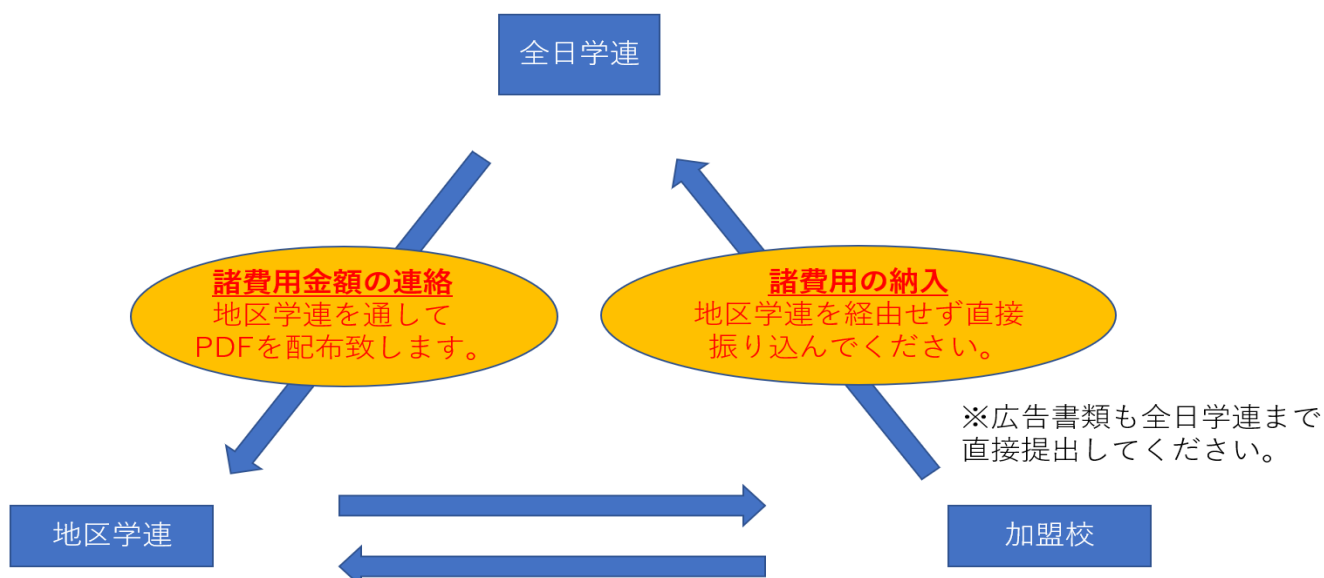 全日学連
諸費用金額の連絡
地区学連を通して
PDFを配布致します。
諸費用の納入
地区学連を経由せず直接
振り込んでください。
※広告書類も全日学連まで
直接提出してください。
地区学連
加盟校